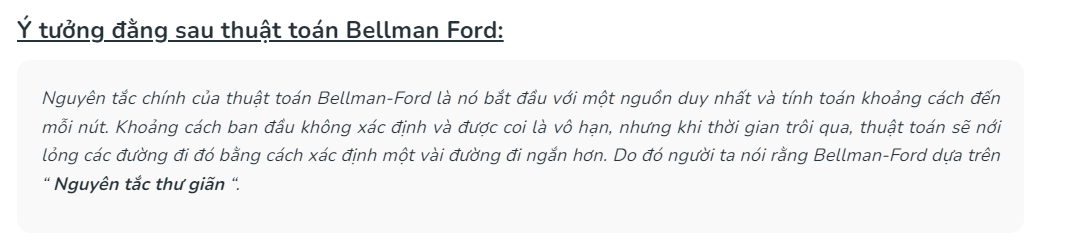 Ý tưởng đằng sau thuật toán Bellman Ford:
Nguyên tắc chính của thuật toán Bellman-Ford là nó bắt đầu với một nguồn duy nhất và tính toán khoảng cách đến
mỗi nút. Khoảng cách ban đầu không xác định và được coi là vô hạn, nhưng khi thời gian trôi qua, thuật toán sẽ nới
lỏng các đường đi đó bằng cách xác định một vài đường đi ngắn hơn. Do đó người ta nói rằng Bellman-Ford dựa trên
“ Nguyên tắc thư giãn “.